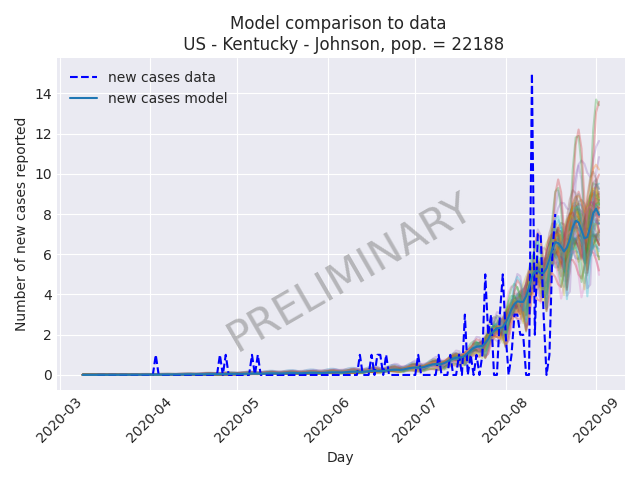 Model comparison to data
US - Kentucky - Johnson, pop. = 22188
new cases data
new cases model
Number of new cases reported
14
12
10
8
6
4
2
0
PRELIMINARY
2020-03
2020-04
2020-05
2020-06
2020-07
2020-08
2020-09
Day